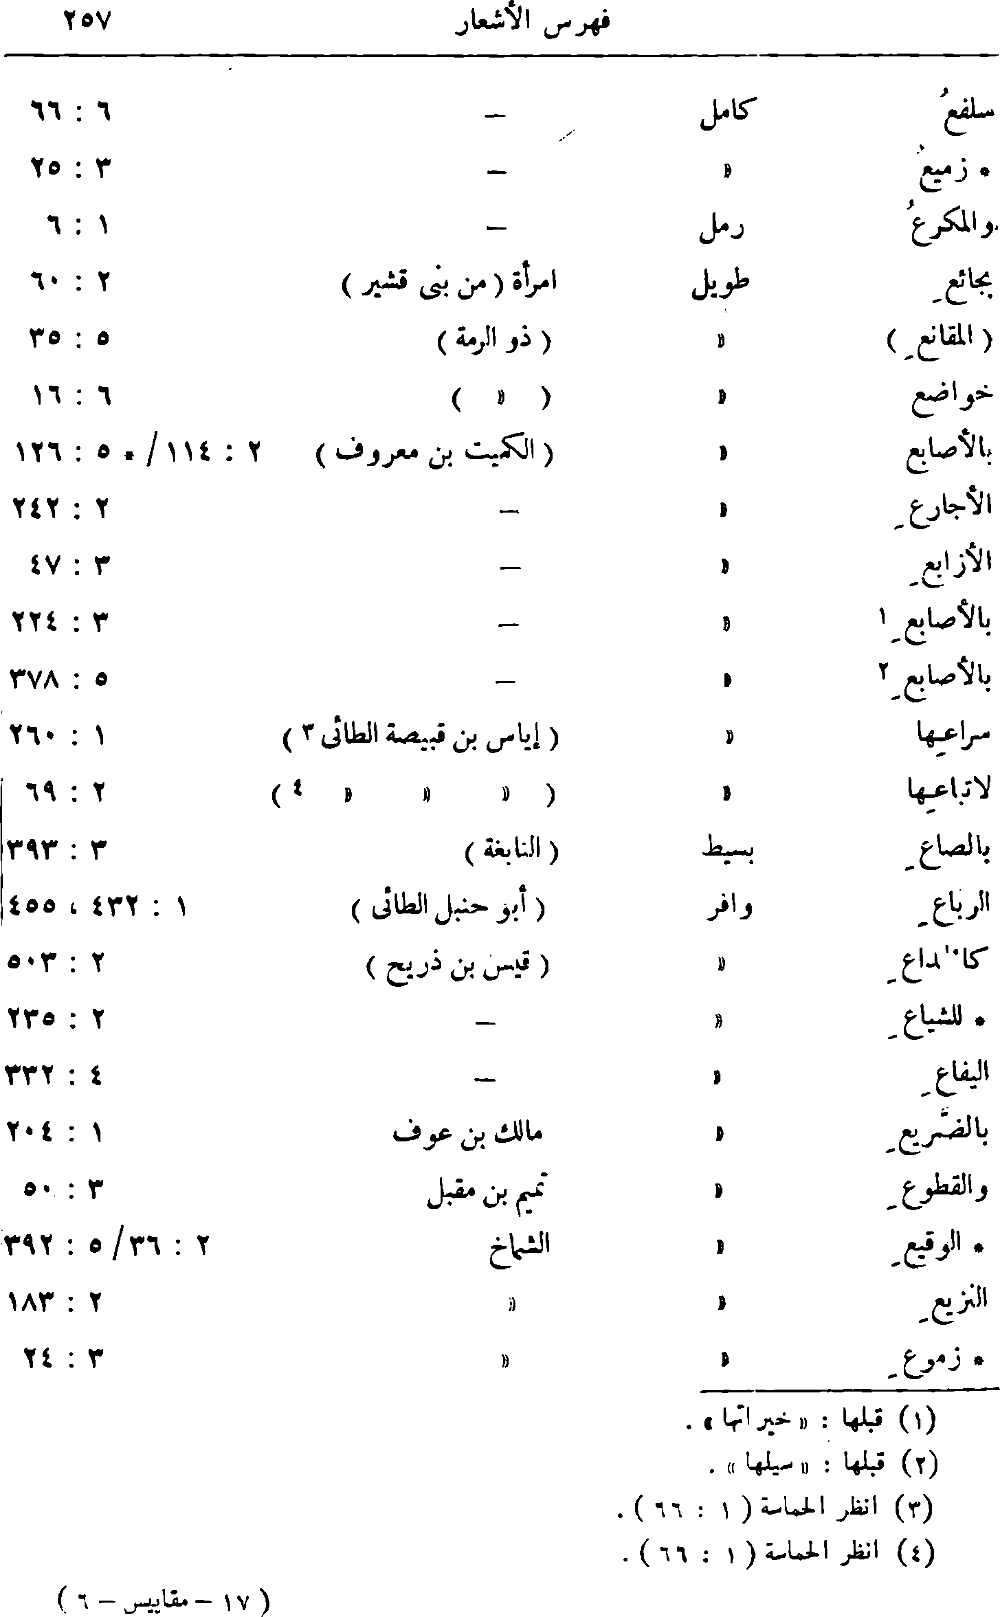 فهرس الأشعار ٢٥٧
سلفعُ كامل — ٦ : ٦٦
* زميعُ » — ٣ : ٢٥
والمكرعُ رمل — ١ : ٦
بجائعِ طويل امرأة ( من بنى قشير ) ٢ : ٦٠
( المقانعِ ) » ( ذو الرمة ) ٥ : ٣٥
خواضع » ( » ) ٦ : ١٦
بالأصابع » ( الكميت بن معروف ) ٢ : ١١٤ / * ٥ : ١٢٦
الأجارعِ » — ٢ : ٢٤٢
الأزابعِ » — ٣ : ٤٧
بالأصابعِ ١ » — ٣ : ٢٢٤
بالأصابعِ ٢ » — ٥ : ٣٧٨
سراعِها » ( إياس بن قبيصة الطائى ٣ ) ١ : ٢٦٠
لاتباعِها » ( » » » ٤ ) ٢ : ٦٩
بالصاعِ بسيط ( النابغة ) ٣ : ٣٩٣
الرباعِ وافر ( أبو حنبل الطائى ) ١ : ٤٣٢ ، ٤٥٥
» ( قيس بن ذريح ) ٢ : ٥٠٣
* للشياعِ » — ٢ : ٢٣٥
اليفاعِ » — ٤ : ٣٣٢
بالضَّريعِ » مالك بن عوف ١ : ٢٠٤
والقطوعِ » تميم بن مقبل ٣ : ٥٠
* الوقيعِ » الشماخ ٢ : ٣٦ / ٥ : ٣٩٢
النزيعِ » » ٢ : ١٨٣
* زموعِ » » ٣ : ٢٤
(١) قبلها : « خيراتها » .
(٢) قبلها : « سيلها » .
(٣) انظر الحماسة ( ١ : ٦٦ ) .
(٤) انظر الحماسة ( ١ : ٦٦ ) .
( ١٧ – مقاييس – ٦ )